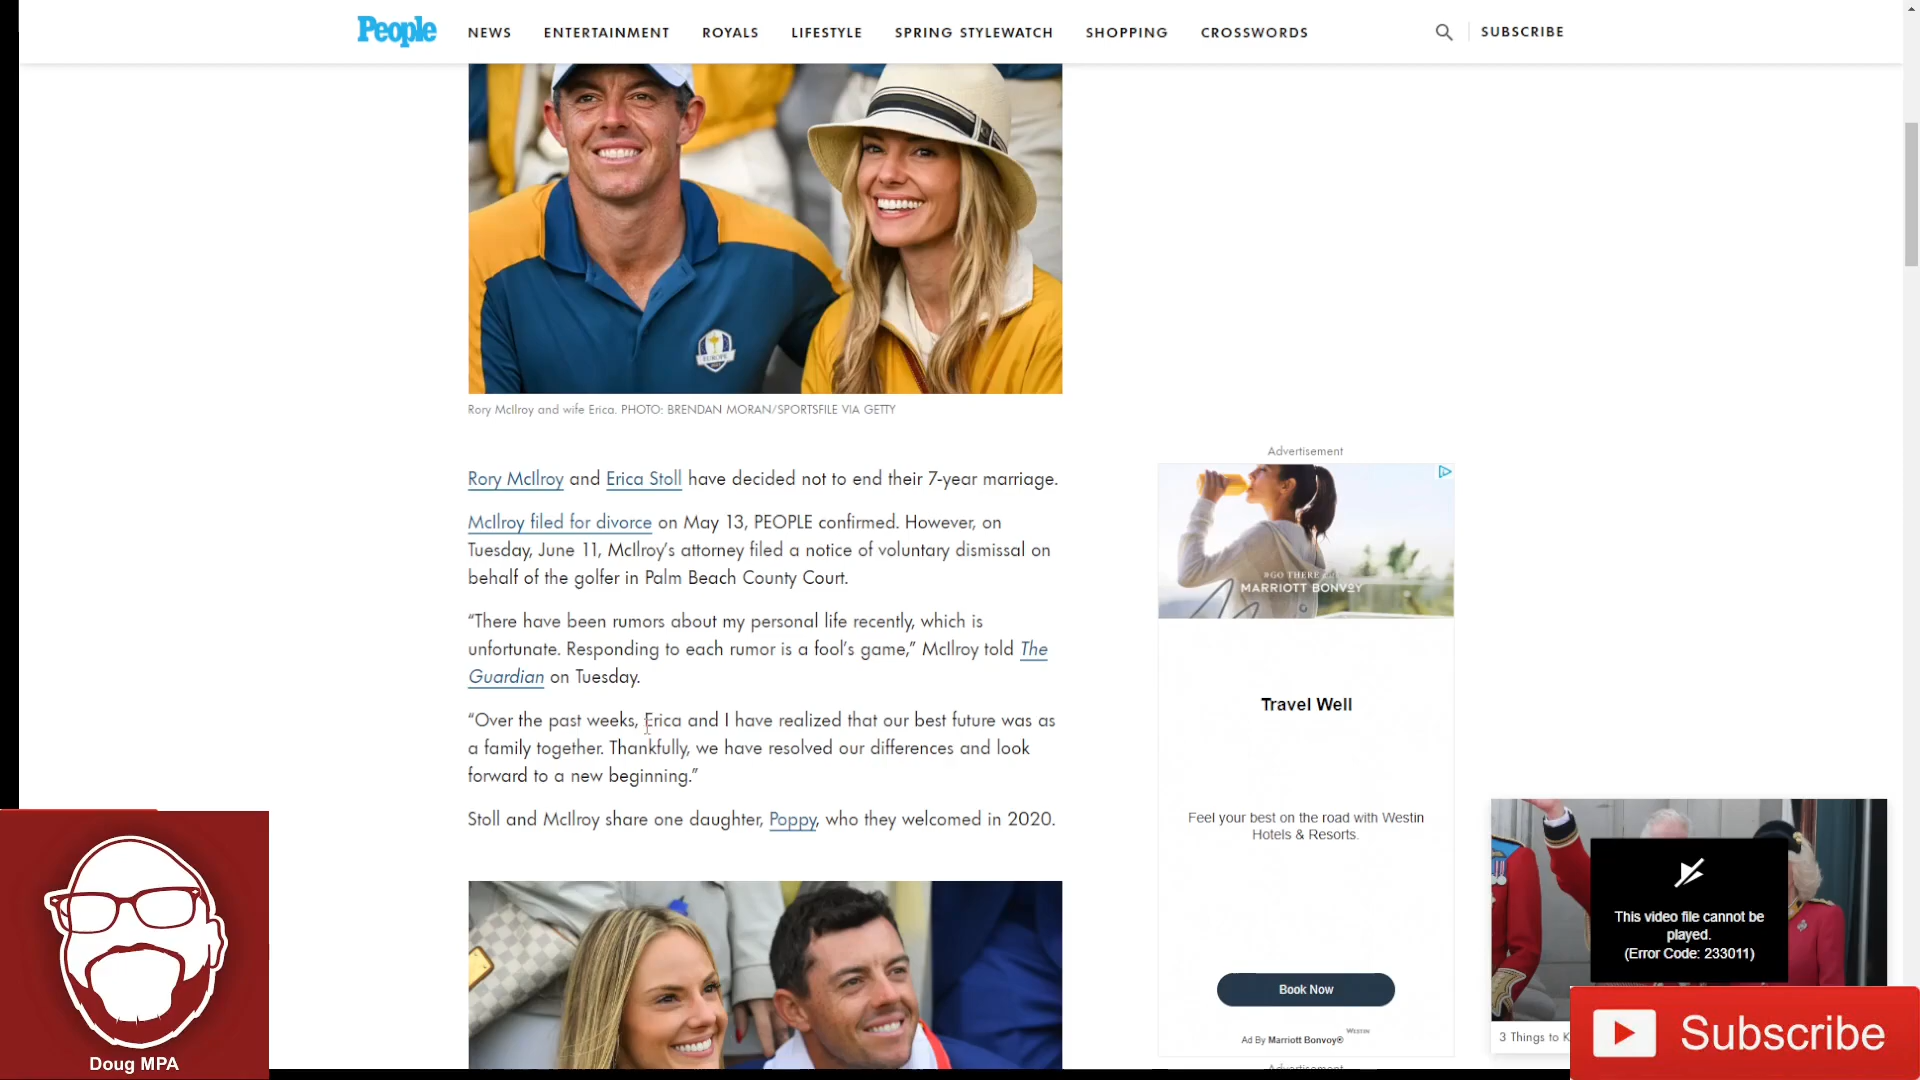 People
NEWS
ENTERTAINMENT
ROYALS
LIFESTYLE
SPRING STYLEWATCH
SHOPPING
CROSSWORDS
SUBSCRIBE
EUROPE
Rory McIlroy and wife Erica. PHOTO: BRENDAN MORAN/SPORTSFILE VIA GETTY
Rory McIlroy and Erica Stoll have decided not to end their 7-year marriage.
McIlroy filed for divorce on May 13, PEOPLE confirmed. However, on
Tuesday, June 11, McIlroy’s attorney filed a notice of voluntary dismissal on
behalf of the golfer in Palm Beach County Court.
“There have been rumors about my personal life recently, which is
unfortunate. Responding to each rumor is a fool’s game,” McIlroy told The
Guardian on Tuesday.
“Over the past weeks, Erica and I have realized that our best future was as
a family together. Thankfully, we have resolved our differences and look
forward to a new beginning.”
Stoll and McIlroy share one daughter, Poppy, who they welcomed in 2020.
Advertisement
MARRIOTT BONVOY
Travel Well
Feel your best on the road with Westin
Hotels & Resorts.
Book Now
WESTIN
Ad By Marriott Bonvoy®
Advertisement
This video file cannot be
played.
(Error Code: 233011)
3 Things to K
Subscribe
Doug MPA